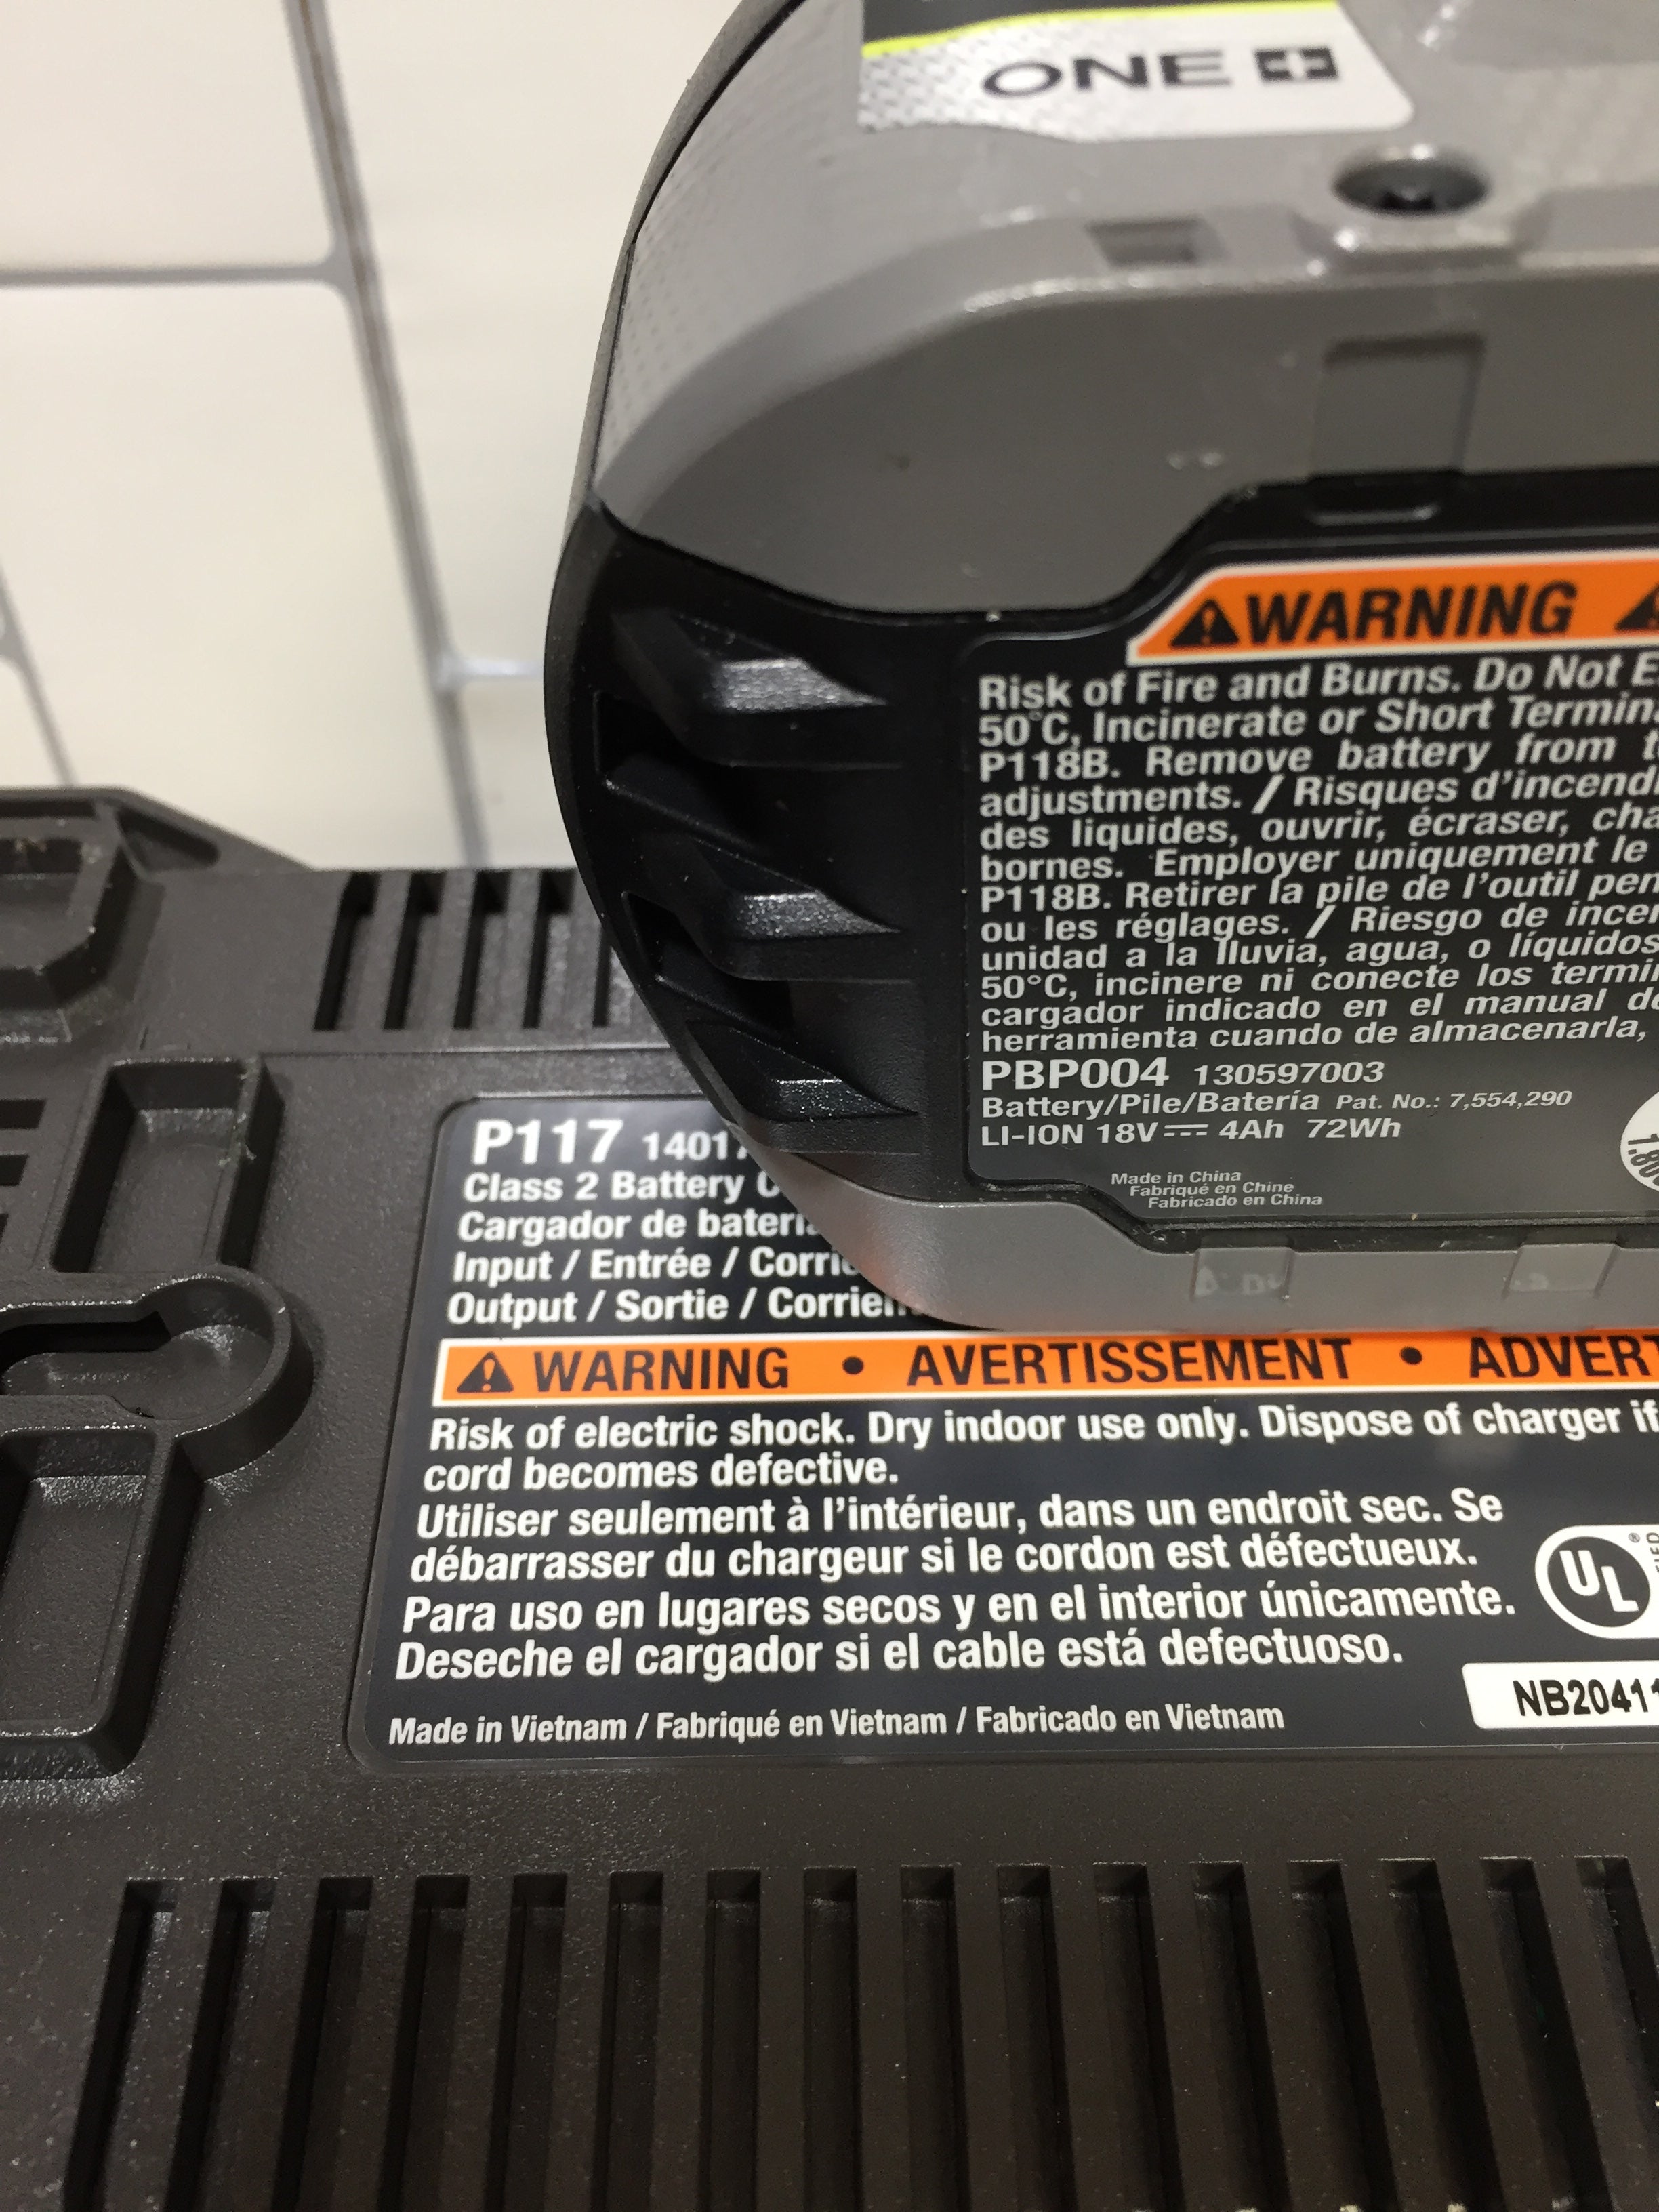 ONE +
WARNING
Risk of Fire and Burns. Do Not
50°C, Incinerate or Short
P118B. Remove battery from
adjustments. / Risques
des liquides, ouvrir, écraser,
bornes. Employer uniquement le
P118B. Retirer la pile de l'outil
ou les réglages. / Riesgo de
unidad a la lluvia, agua, o líquidos
50°C, incinere ni conecte los
cargador indicado en el manual
herramienta cuando de almacenarla,
PBP004 130597003
Battery/Pile/Batería Pat. No.: 7,554,290
LI-ION 18V 4Ah 72Wh
Made in China
Fabriqué en Chine
Fabricado en China
P117
Class 2 Battery
Cargador de
Input / Entrée /
Output / Sortie /
WARNING • AVERTISSEMENT •
Risk of electric shock. Dry indoor use only. Dispose of charger if
cord becomes defective.
Utiliser seulement à l'intérieur, dans un endroit sec. Se
débarrasser du chargeur si le cordon est défectueux.
Para uso en lugares secos y en el interior únicamente.
Deseche el cargador si el cable está defectuoso.
UL ®
Made in Vietnam / Fabriqué en Vietnam / Fabricado en Vietnam